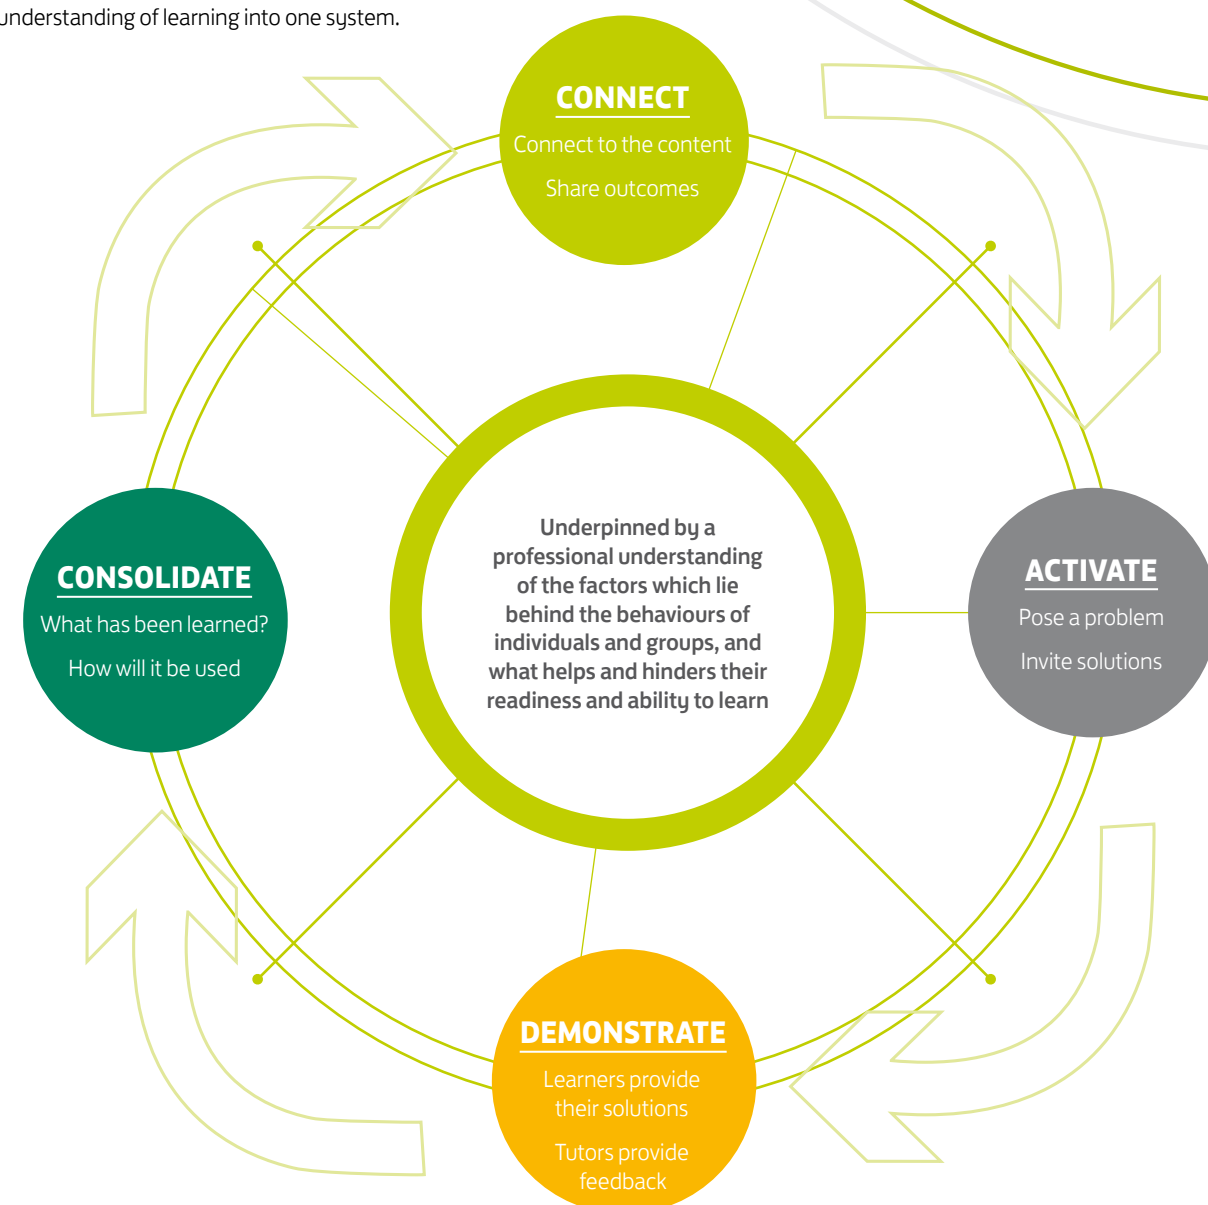 understanding of learning into one system.
CONNECT
Connect to the content
Share outcomes
ACTIVATE
Pose a problem
Invite solutions
DEMONSTRATE
Learners provide
their solutions
Tutors provide
feedback
CONSOLIDATE
What has been learned?
How will it be used
Underpinned by a
professional understanding
of the factors which lie
behind the behaviours of
individuals and groups, and
what helps and hinders their
readiness and ability to learn